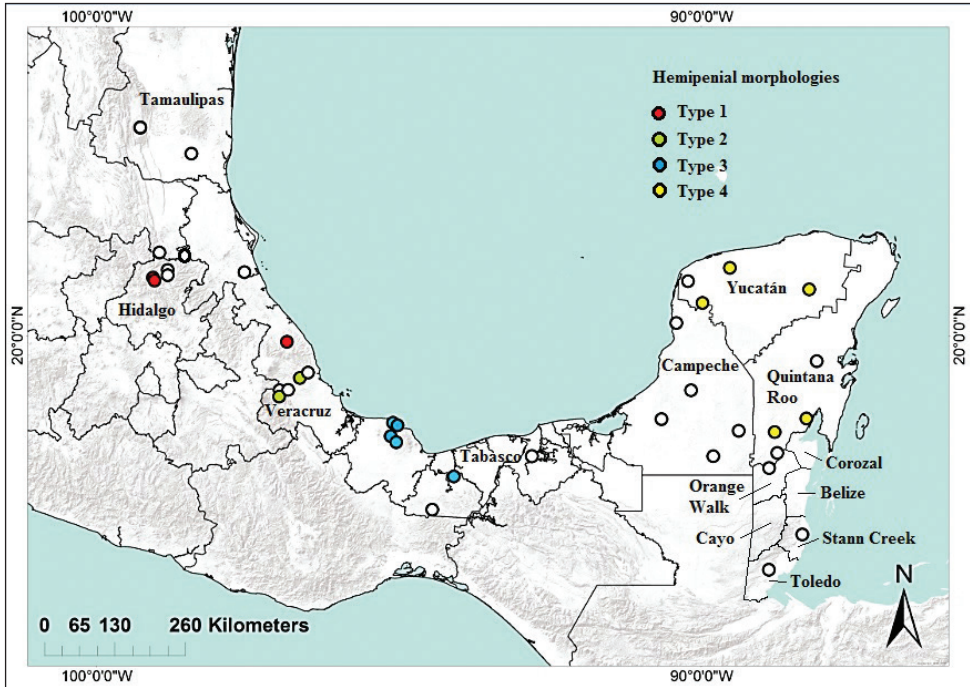 100°0'0"W 90°0'0"W
Hemipenial morphologies
Type 1
Type 2
Type 3
Type 4
Tamaulipas
Hidalgo
Veracruz
Tabasco
Campeche
Yucatán
Quintana
Roo
Corozal
Orange
Walk
Belize
Cayo
Stann Creek
Toledo
20°0'0"N
20°0'0"N
N
0 65 130 260 Kilometers
100°0'0"W 90°0'0"W